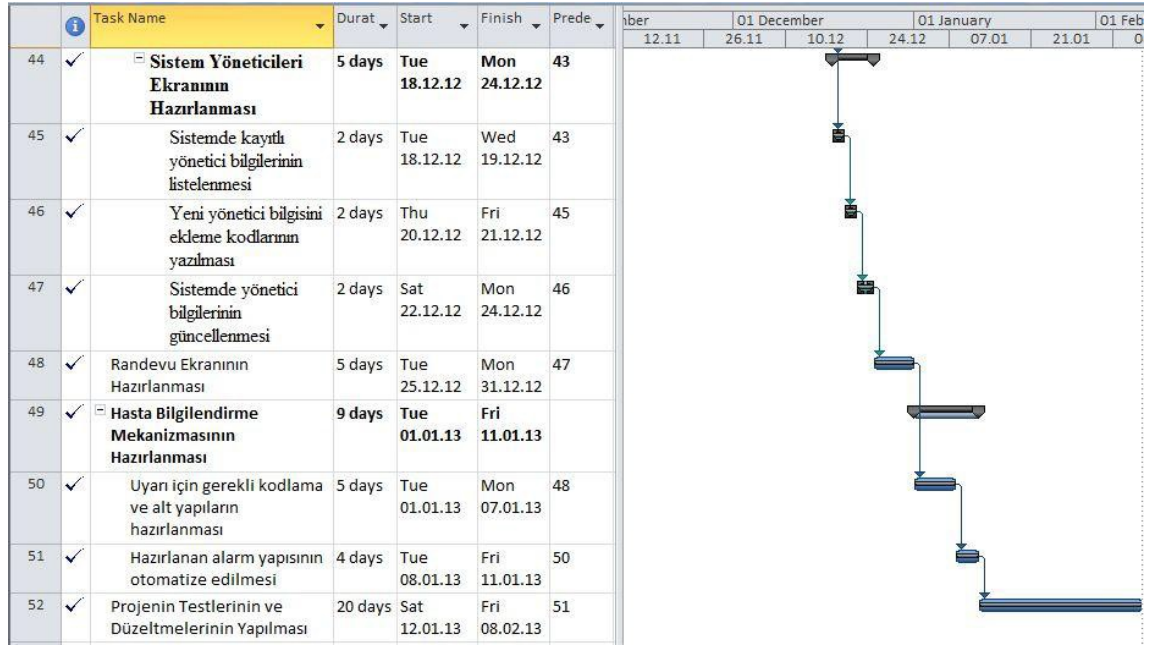 Task Name Durat Start Finish Prede
nber 01 December 01 January 01 Feb
12.11 26.11 10.12 24.12 07.01 21.01 0
44 Sistem Yöneticileri 5 days Tue Mon 43
Ekranının 18.12.12 24.12.12
Hazırlanması
45 Sistemde kayıtlı 2 days Tue Wed 43
yönetici bilgilerinin 18.12.12 19.12.12
listelenmesi
46 Yeni yönetici bilgisini 2 days Thu Fri 45
ekleme kodlarının 20.12.12 21.12.12
yazılması
47 Sistemde yönetici 2 days Sat Mon 46
bilgilerinin 22.12.12 24.12.12
güncellenmesi
48 Randevu Ekranının 5 days Tue Mon 47
Hazırlanması 25.12.12 31.12.12
49 Hasta Bilgilendirme 9 days Tue Fri
Mekanizmasının 01.01.13 11.01.13
Hazırlanması
50 Uyarı için gerekli kodlama 5 days Tue Mon 48
ve alt yapıların 01.01.13 07.01.13
hazırlanması
51 Hazırlanan alarm yapısının 4 days Tue Fri 50
otomatize edilmesi 08.01.13 11.01.13
52 Projenin Testlerinin ve 20 days Sat Fri 51
Düzeltmelerinin Yapılması 12.01.13 08.02.13